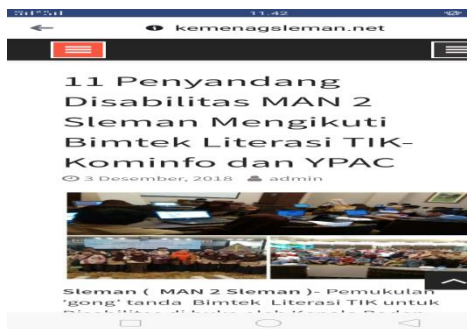 11.42
kemenagsleman.net
11 Penyandang
Disabilitas MAN 2
Sleman Mengikuti
Bimtek Literasi TIK-
Kominfo dan YPAC
3 Desember, 2018 admin
Sleman ( MAN 2 Sleman )- Pemukulan
'gong' tanda Bimtek Literasi TIK untuk